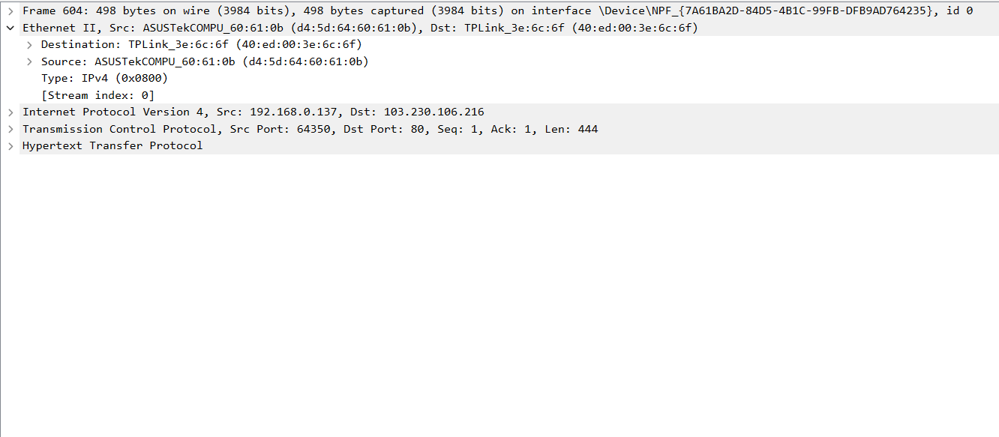 Frame 604: 498 bytes on wire (3984 bits), 498 bytes captured (3984 bits) on interface \Device\NPF_{7A61BA2D-84D5-4B1C-99FB-DFB9AD764235}, id 0
Ethernet II, Src: ASUSTekCOMPU_60:61:0b (d4:5d:64:60:61:0b), Dst: TPLink_3e:6c:6f (40:ed:00:3e:6c:6f)
Destination: TPLink_3e:6c:6f (40:ed:00:3e:6c:6f)
Source: ASUSTekCOMPU_60:61:0b (d4:5d:64:60:61:0b)
Type: IPv4 (0x0800)
[Stream index: 0]
Internet Protocol Version 4, Src: 192.168.0.137, Dst: 103.230.106.216
Transmission Control Protocol, Src Port: 64350, Dst Port: 80, Seq: 1, Ack: 1, Len: 444
Hypertext Transfer Protocol